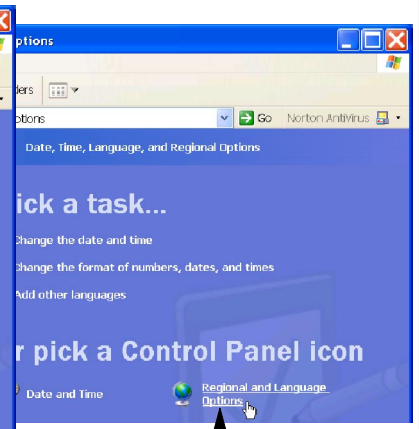 ptions
ders
ptions
Go
Norton AntiVirus
Date, Time, Language, and Regional Options
ick a task...
Change the date and time
Change the format of numbers, dates, and times
Add other languages
r pick a Control Panel icon
Date and Time
Regional and Language
Options